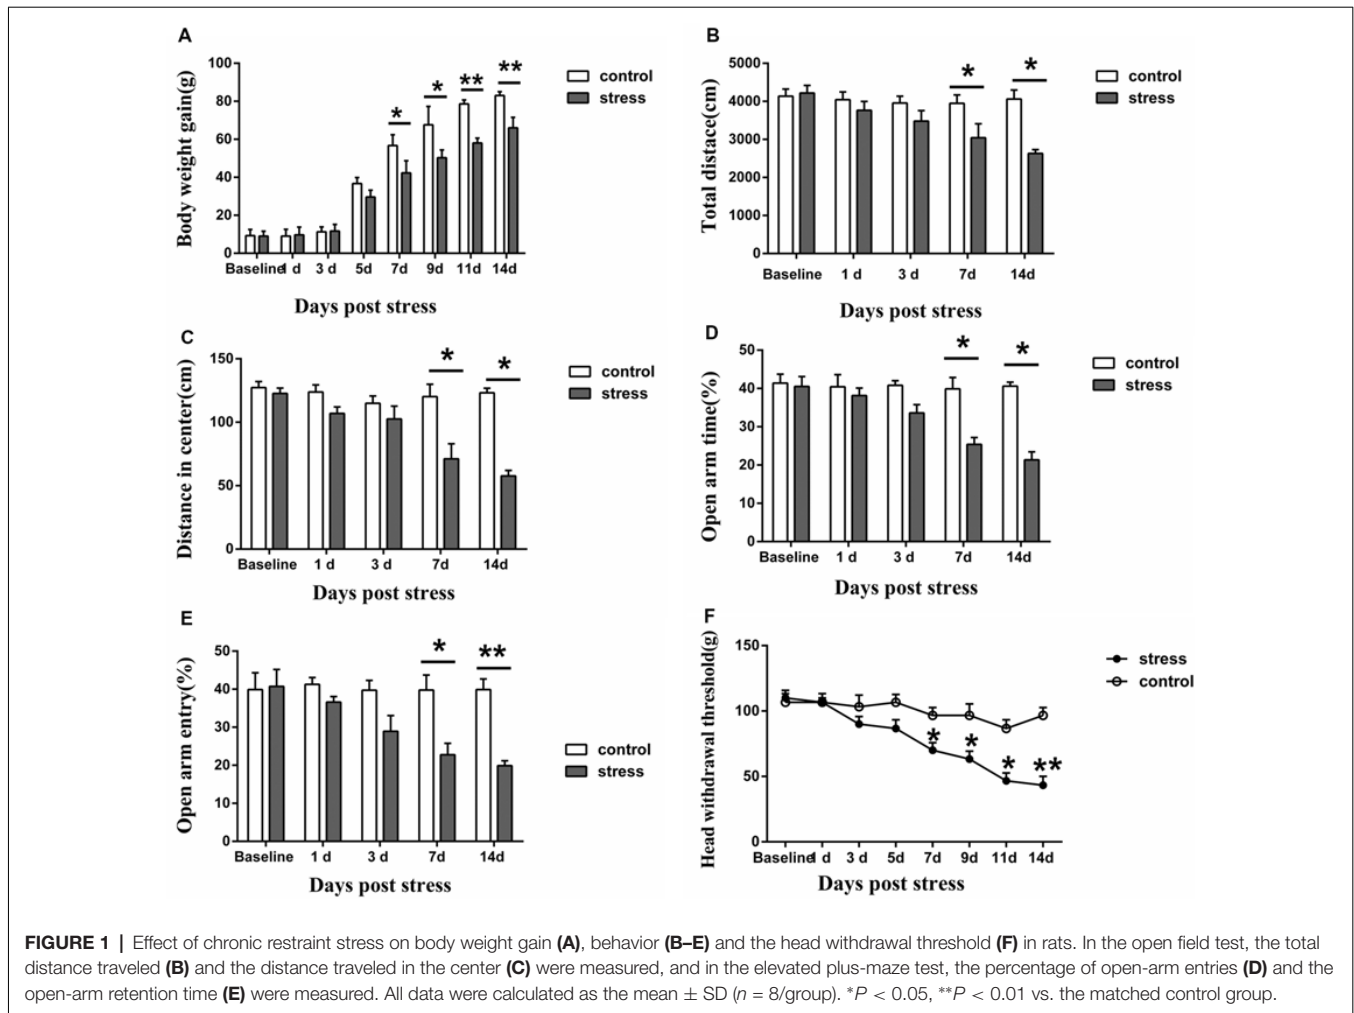 A
Body weight gain(g)
100
80
60
40
20
0
* * ** **
control
stress
Baseline 1 d 3 d 5d 7d 9d 11d 14d
Days post stress
B
Total distace(cm)
5000
4000
3000
2000
1000
0
* *
control
stress
Baseline 1 d 3 d 7d 14d
Days post stress
C
Distance in center(cm)
150
100
50
0
* *
control
stress
Baseline 1 d 3 d 7d 14d
Days post stress
D
Open arm time(%)
50
40
30
20
10
0
* *
control
stress
Baseline 1 d 3 d 7d 14d
Days post stress
E
Open arm entry(%)
50
40
30
20
10
0
* **
control
stress
Baseline 1 d 3 d 7d 14d
Days post stress
F
Head withdrawal threshold(g)
150
100
50
0
* * * **
stress
control
Baseline 1 d 3 d 5d 7d 9d 11d 14d
Days post stress
FIGURE 1 | Effect of chronic restraint stress on body weight gain (A), behavior (B–E) and the head withdrawal threshold (F) in rats. In the open field test, the total
distance traveled (B) and the distance traveled in the center (C) were measured, and in the elevated plus-maze test, the percentage of open-arm entries (D) and the
open-arm retention time (E) were measured. All data were calculated as the mean ± SD (n = 8/group). *P < 0.05, **P < 0.01 vs. the matched control group.